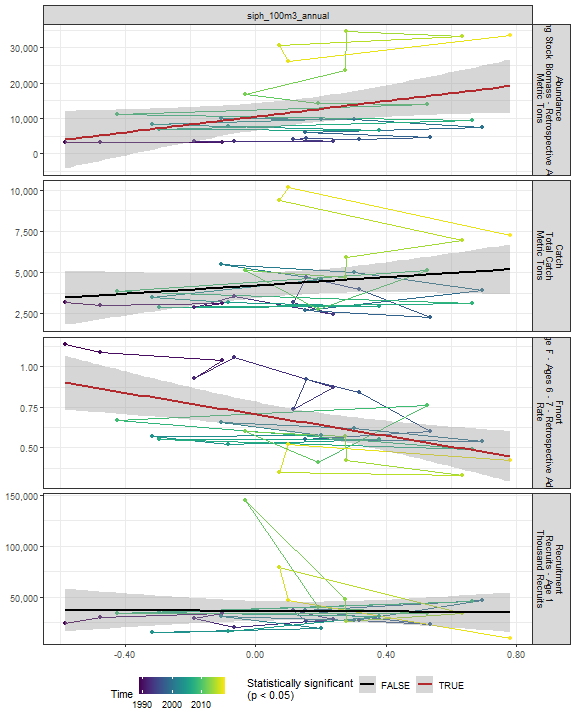 siph_100m3_annual
30,000
20,000
10,000
0
Abundance
Stock Biomass - Retrospective
Metric Tons
10,000
7,500
5,000
2,500
Catch
Total Catch
Metric Tons
1.00
0.75
0.50
Fmort
F - Ages 6 - 7 - Retrospective
Rate
150,000
100,000
50,000
Recruitment
Recruits - Age 1
Thousand Recruits
-0.40
0.00
0.40
0.80
Time
1990 2000 2010
Statistically significant
(p < 0.05)
FALSE
TRUE